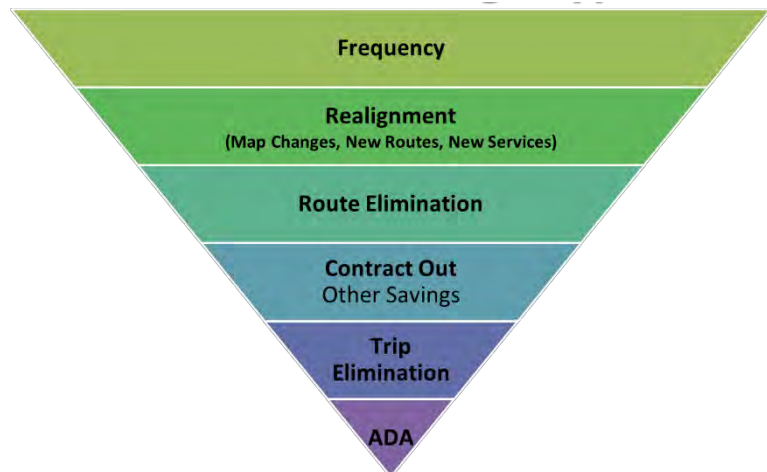 Frequency
Realignment
(Map Changes, New Routes, New Services)
Route Elimination
Contract Out
Other Savings
Trip
Elimination
ADA